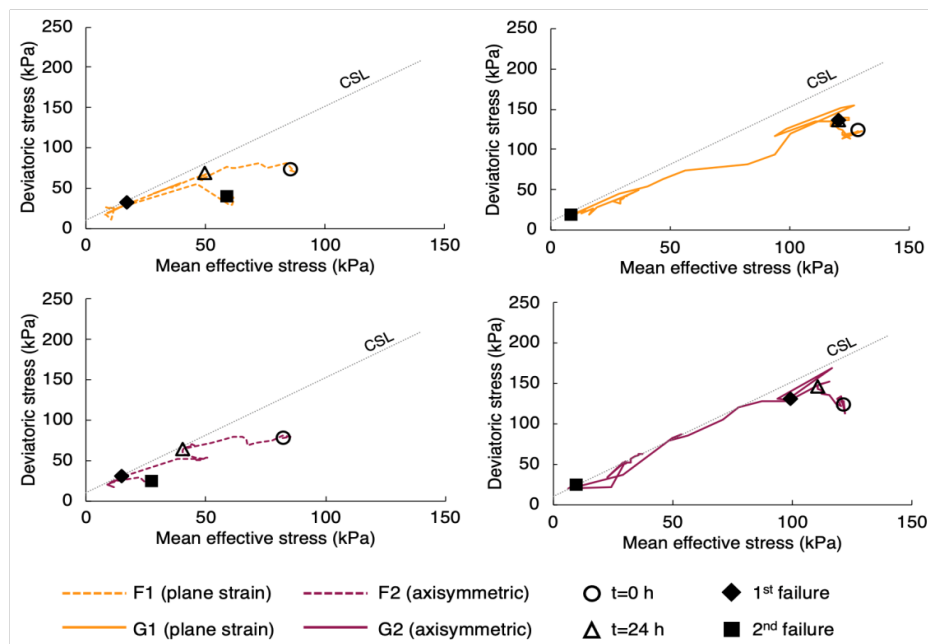 250
200
150
100
50
0
Deviatoric stress (kPa)
CSL
0 50 100 150
Mean effective stress (kPa)
250
200
150
100
50
0
Deviatoric stress (kPa)
CSL
0 50 100 150
Mean effective stress (kPa)
250
200
150
100
50
0
Deviatoric stress (kPa)
CSL
0 50 100 150
Mean effective stress (kPa)
250
200
150
100
50
0
Deviatoric stress (kPa)
CSL
0 50 100 150
Mean effective stress (kPa)
F1 (plane strain) F2 (axisymmetric) t=0 h 1st failure
G1 (plane strain) G2 (axisymmetric) t=24 h 2nd failure